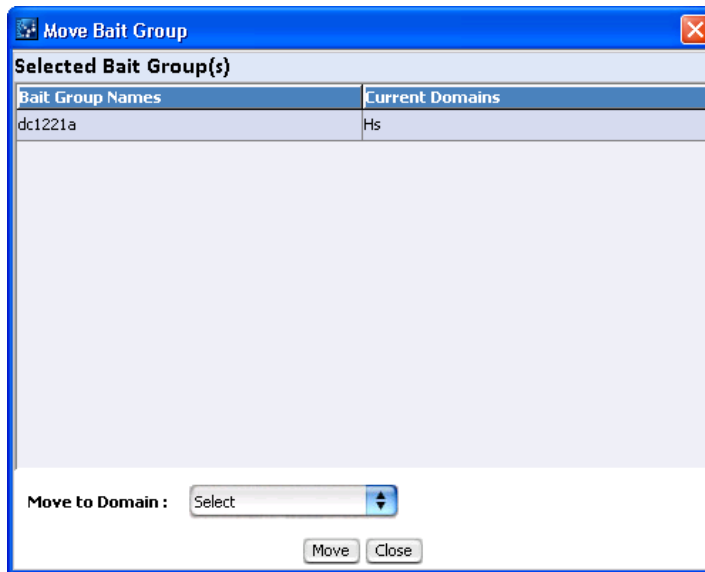 Move Bait Group
Selected Bait Group(s)
Bait Group Names Current Domains
dc1221a Hs
Move to Domain : Select
Move Close